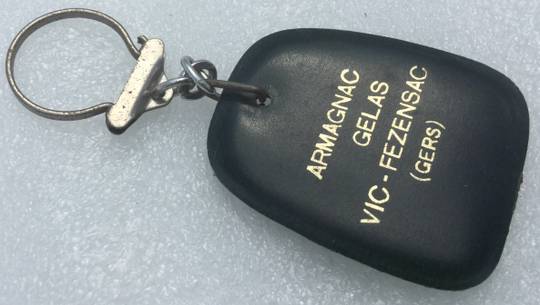 ARMAGNAC
GELAS
VIC-FEZENSAC
(GERS)